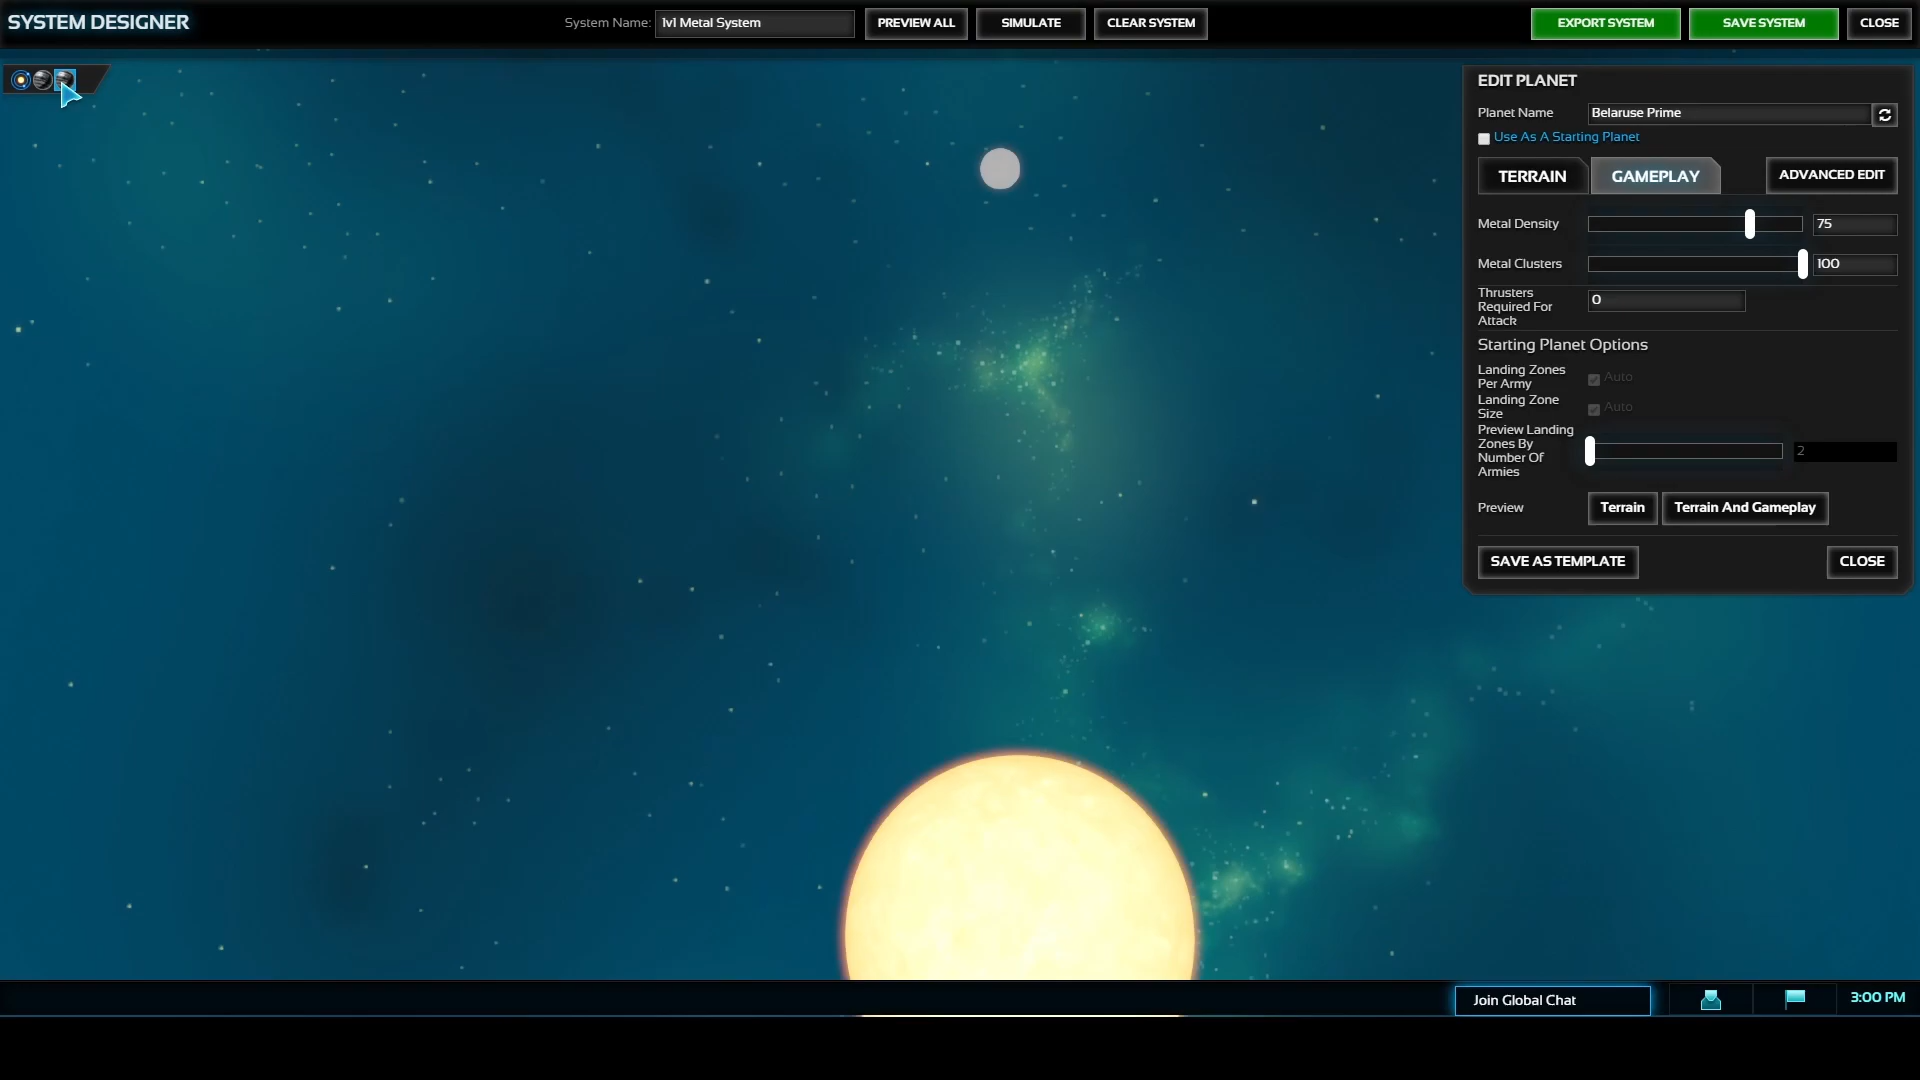 SYSTEM DESIGNER
System Name:
1v1 Metal System
PREVIEW ALL
SIMULATE
CLEAR SYSTEM
EXPORT SYSTEM
SAVE SYSTEM
CLOSE
EDIT PLANET
Planet Name
Belaruse Prime
Use As A Starting Planet
TERRAIN
GAMEPLAY
ADVANCED EDIT
Metal Density
75
Metal Clusters
100
Thrusters
Required For
Attack
0
Starting Planet Options
Landing Zones
Per Army
Auto
Landing Zone
Size
Auto
Preview Landing
Zones By
Number Of
Armies
2
Preview
Terrain
Terrain And Gameplay
SAVE AS TEMPLATE
CLOSE
Join Global Chat
3:00 PM